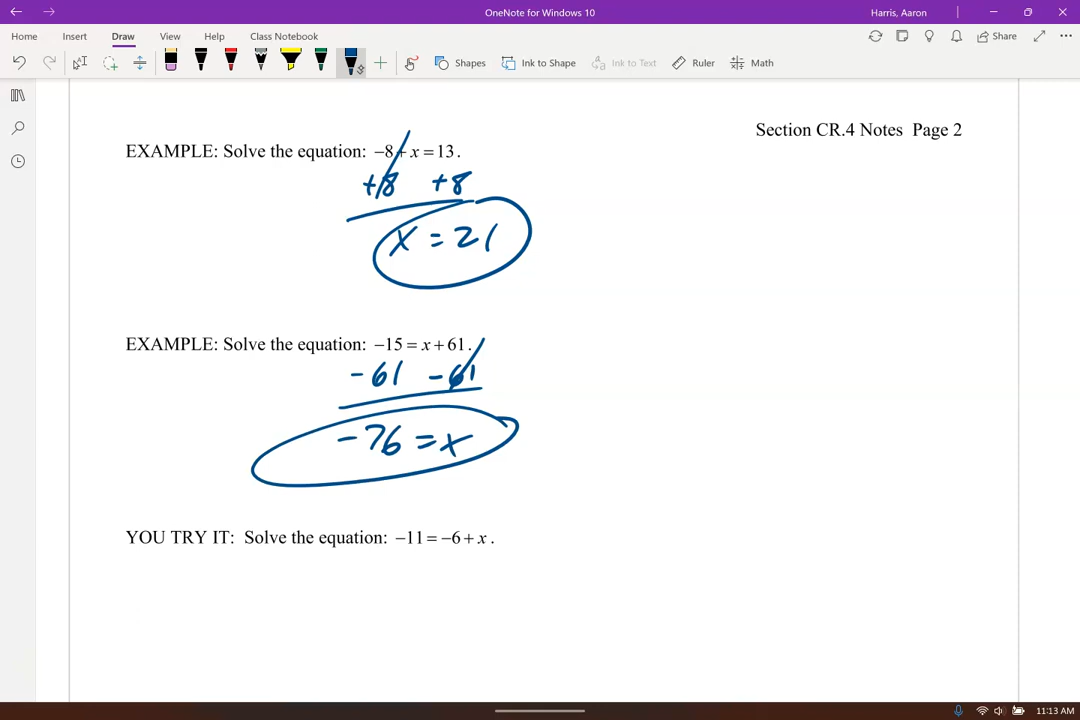 OneNote for Windows 10
Harris, Aaron
Home Insert Draw View Help Class Notebook
Share
Shapes Ink to Shape Ink to Text Ruler Math
Section CR.4 Notes Page 2
EXAMPLE: Solve the equation: −8 + x = 13.
+8 +8
x = 21
EXAMPLE: Solve the equation: −15 = x + 61.
-61 -61
-76 = x
YOU TRY IT: Solve the equation: −11 = −6 + x.
11:13 AM